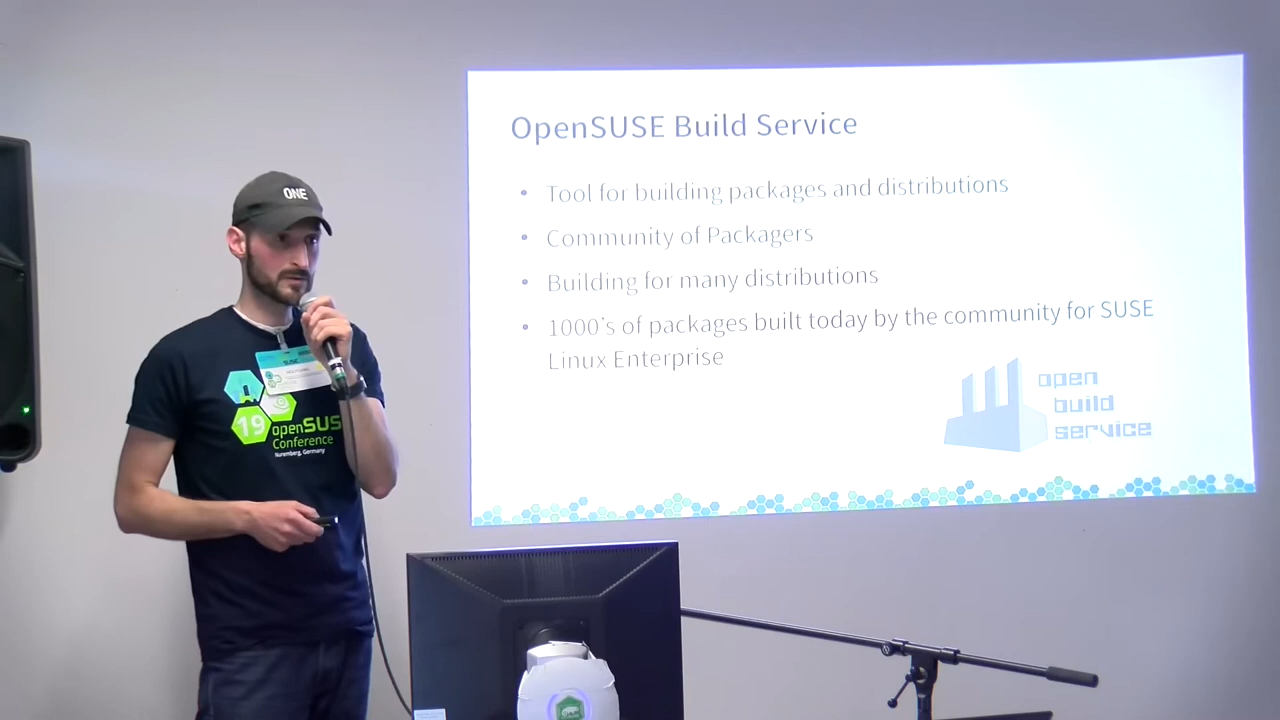 OpenSUSE Build Service
• Tool for building packages and distributions
• Community of Packagers
• Building for many distributions
• 1000's of packages built today by the community for SUSE
Linux Enterprise
open
build
service
ONE
SUSE
19
openSUS
Conference
Nuremberg, Germany